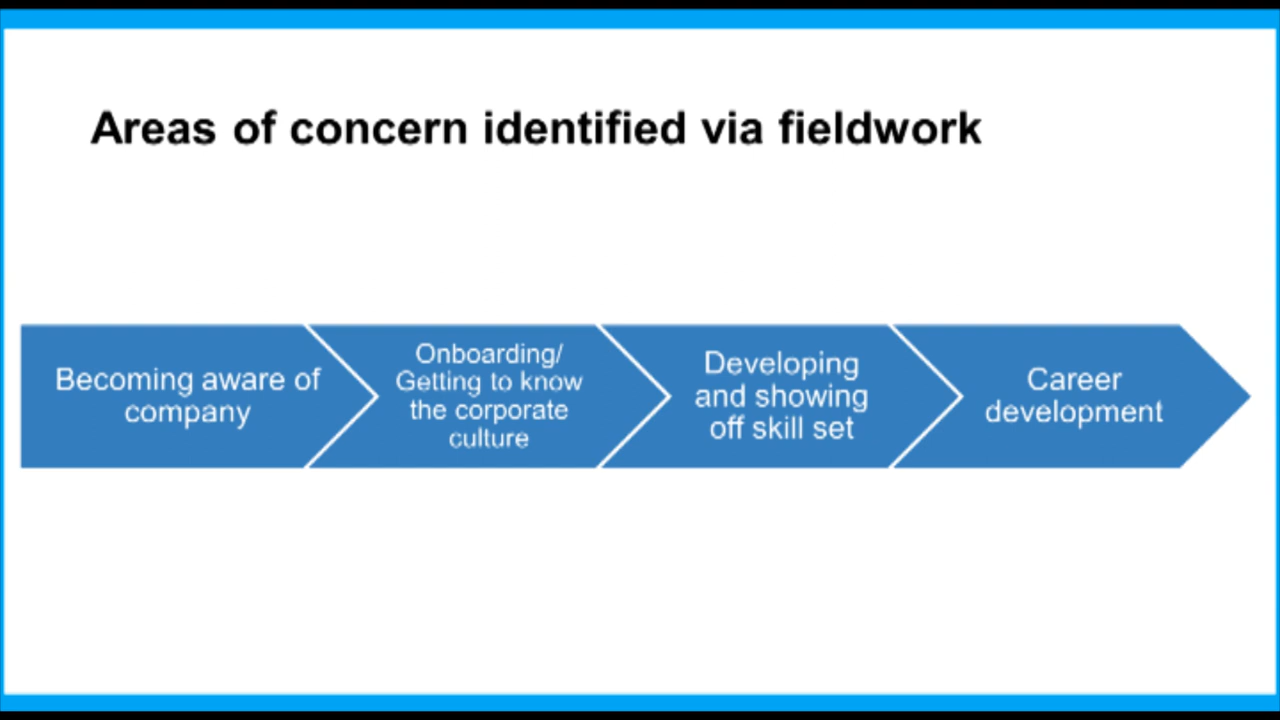 Areas of concern identified via fieldwork
Becoming aware of
company
Onboarding/
Getting to know
the corporate
culture
Developing
and showing
off skill set
Career
development